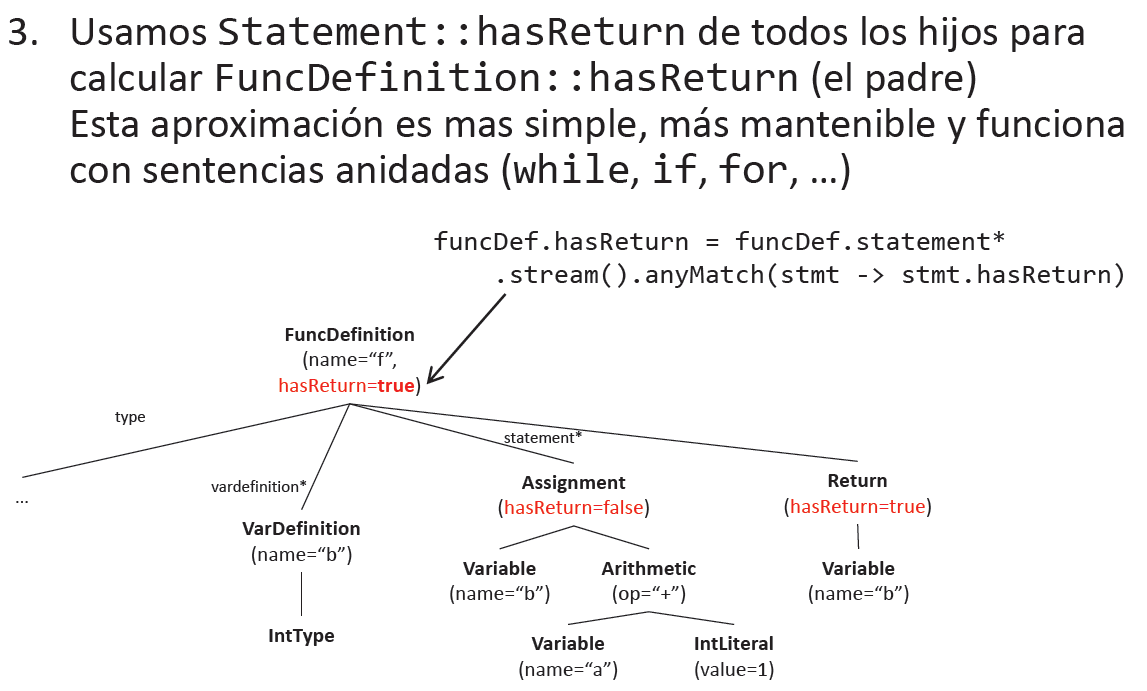 3. Usamos Statement::hasReturn de todos los hijos para
calcular FuncDefinition::hasReturn (el padre)
Esta aproximación es mas simple, más mantenible y funciona
con sentencias anidadas (while, if, for, …)
funcDef.hasReturn = funcDef.statement*
.stream().anyMatch(stmt -> stmt.hasReturn)
FuncDefinition
(name=“f”,
hasReturn=true)
type
statement*
...
vardefinition*
Assignment
(hasReturn=false)
Return
(hasReturn=true)
VarDefinition
(name=“b”)
Variable
(name=“b”)
Arithmetic
(op=“+”)
Variable
(name=“b”)
IntType
Variable
(name=“a”)
IntLiteral
(value=1)